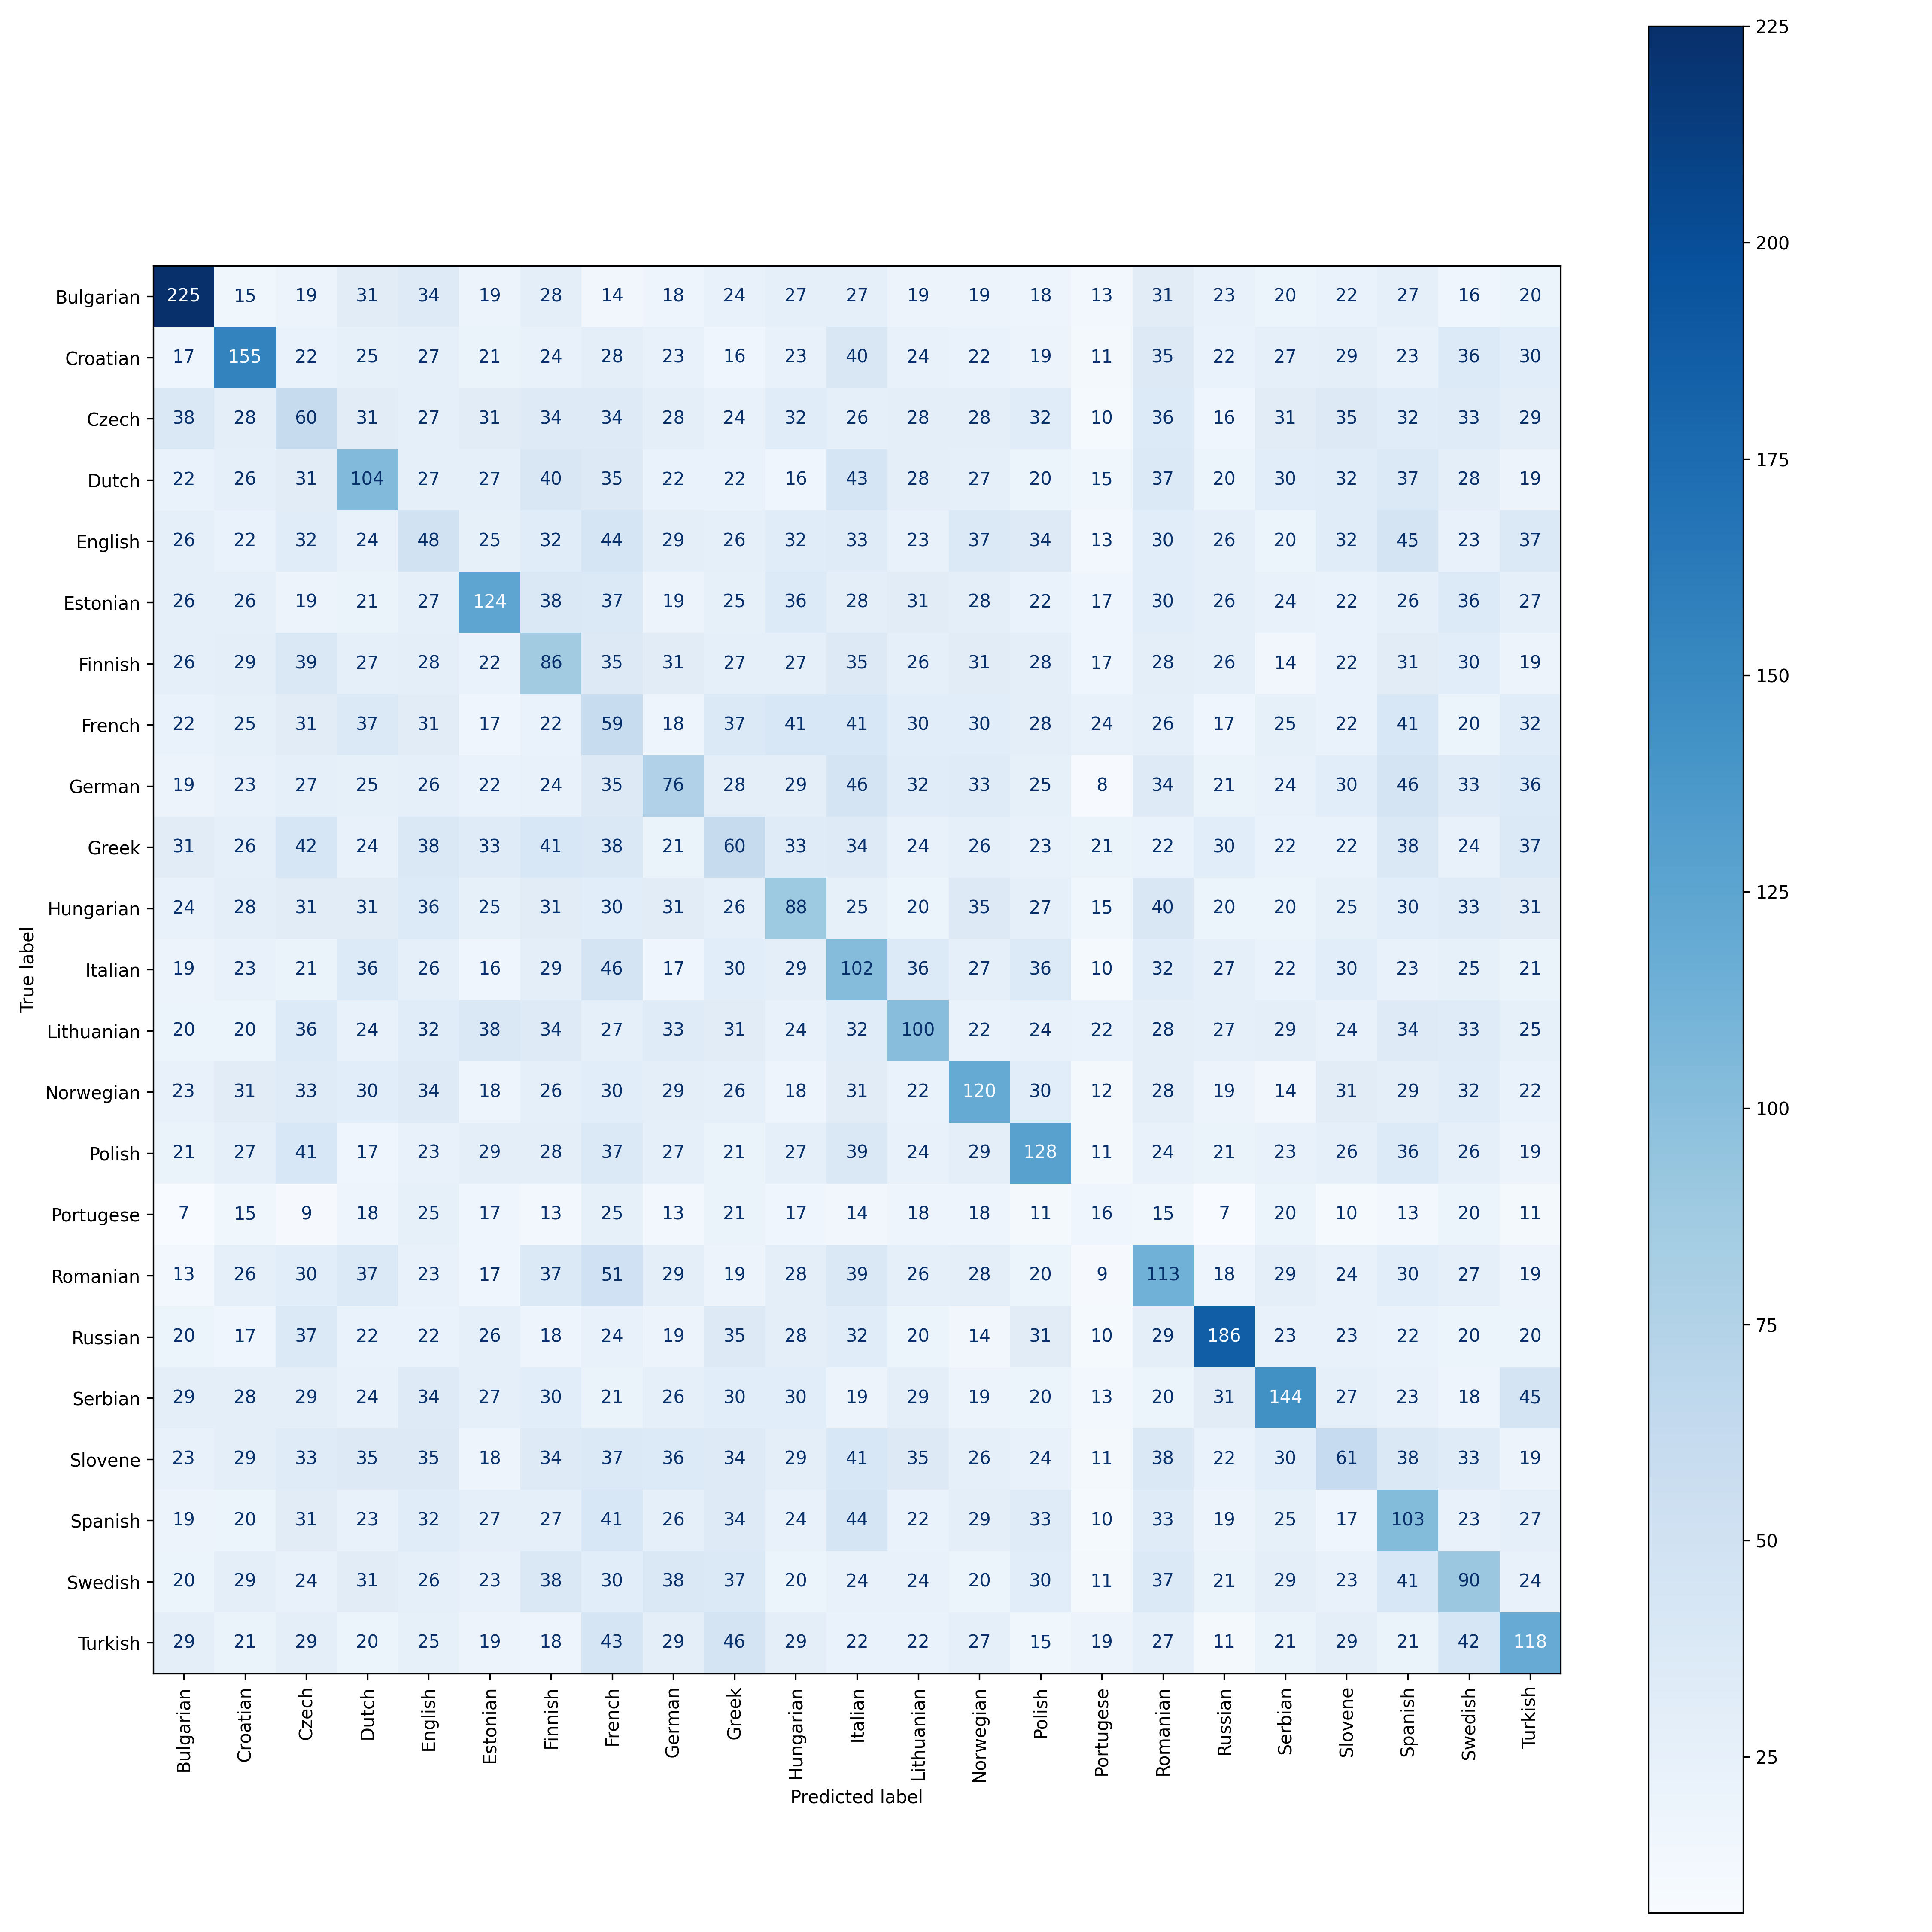 225
200
175
150
125
100
75
50
25
True label
Bulgarian 225 15 19 31 34 19 28 14 18 24 27 27 19 19 18 13 31 23 20 22 27 16 20
Croatian 17 155 22 25 27 21 24 28 23 16 23 40 24 22 19 11 35 22 27 29 23 36 30
Czech 38 28 60 31 27 31 34 34 28 24 32 26 28 28 32 10 36 16 31 35 32 33 29
Dutch 22 26 31 104 27 27 40 35 22 22 16 43 28 27 20 15 37 20 30 32 37 28 19
English 26 22 32 24 48 25 32 44 29 26 32 33 23 37 34 13 30 26 20 32 45 23 37
Estonian 26 26 19 21 27 124 38 37 19 25 36 28 31 28 22 17 30 26 24 22 26 36 27
Finnish 26 29 39 27 28 22 86 35 31 27 27 35 26 31 28 17 28 26 14 22 31 30 19
French 22 25 31 37 31 17 22 59 18 37 41 41 30 30 28 24 26 17 25 22 41 20 32
German 19 23 27 25 26 22 24 35 76 28 29 46 32 33 25 8 34 21 24 30 46 33 36
Greek 31 26 42 24 38 33 41 38 21 60 33 34 24 26 23 21 22 30 22 22 38 24 37
Hungarian 24 28 31 31 36 25 31 30 31 26 88 25 20 35 27 15 40 20 20 25 30 33 31
Italian 19 23 21 36 26 16 29 46 17 30 29 102 36 27 36 10 32 27 22 30 23 25 21
Lithuanian 20 20 36 24 32 38 34 27 33 31 24 32 100 22 24 22 28 27 29 24 34 33 25
Norwegian 23 31 33 30 34 18 26 30 29 26 18 31 22 120 30 12 28 19 14 31 29 32 22
Polish 21 27 41 17 23 29 28 37 27 21 27 39 24 29 128 11 24 21 23 26 36 26 19
Portugese 7 15 9 18 25 17 13 25 13 21 17 14 18 18 11 16 15 7 20 10 13 20 11
Romanian 13 26 30 37 23 17 37 51 29 19 28 39 26 28 20 9 113 18 29 24 30 27 19
Russian 20 17 37 22 22 26 18 24 19 35 28 32 20 14 31 10 29 186 23 23 22 20 20
Serbian 29 28 29 24 34 27 30 21 26 30 30 19 29 19 20 13 20 31 144 27 23 18 45
Slovene 23 29 33 35 35 18 34 37 36 34 29 41 35 26 24 11 38 22 30 61 38 33 19
Spanish 19 20 31 23 32 27 27 41 26 34 24 44 22 29 33 10 33 19 25 17 103 23 27
Swedish 20 29 24 31 26 23 38 30 38 37 20 24 24 20 30 11 37 21 29 23 41 90 24
Turkish 29 21 29 20 25 19 18 43 29 46 29 22 22 27 15 19 27 11 21 29 21 42 118
Bulgarian Croatian Czech Dutch English Estonian Finnish French German Greek Hungarian Italian Lithuanian Norwegian Polish Portugese Romanian Russian Serbian Slovene Spanish Swedish Turkish
Predicted label